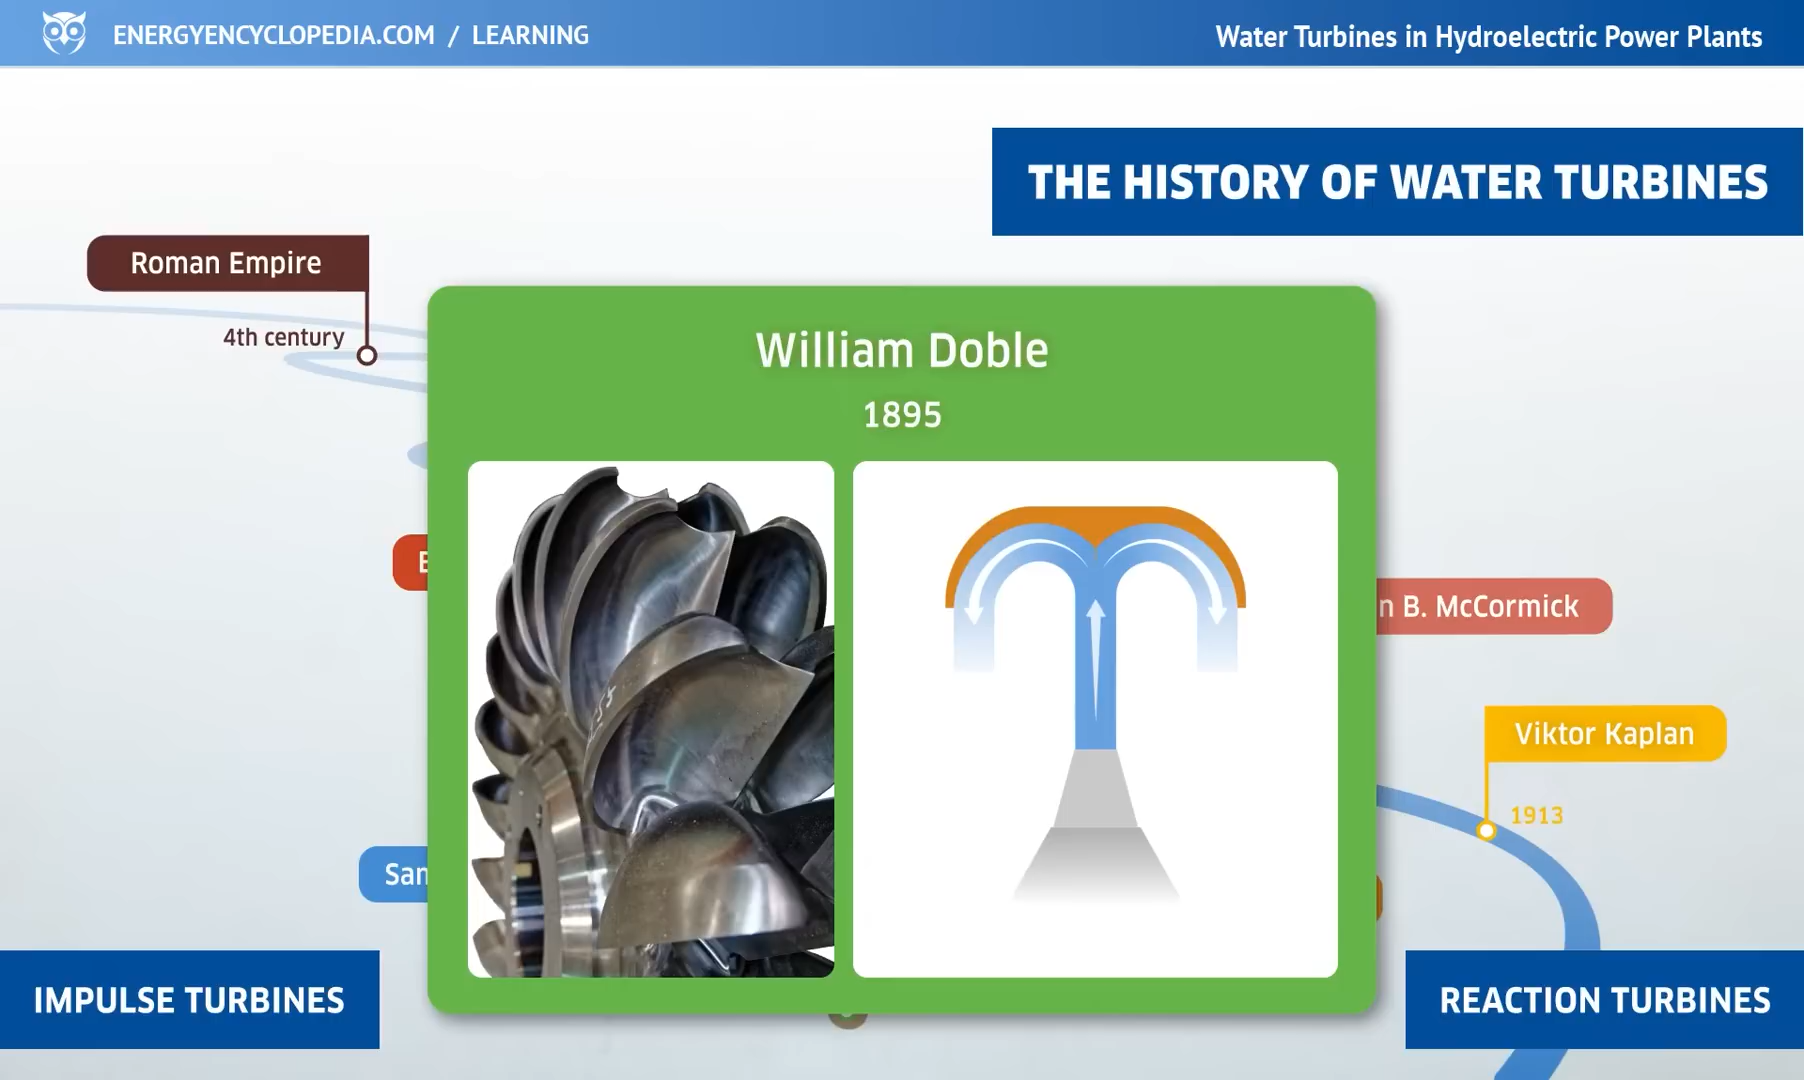 ENERGYENCYCLOPEDIA.COM / LEARNING
Water Turbines in Hydroelectric Power Plants
THE HISTORY OF WATER TURBINES
Roman Empire
4th century
William Doble
1895
n B. McCormick
Viktor Kaplan
1913
San
IMPULSE TURBINES
REACTION TURBINES